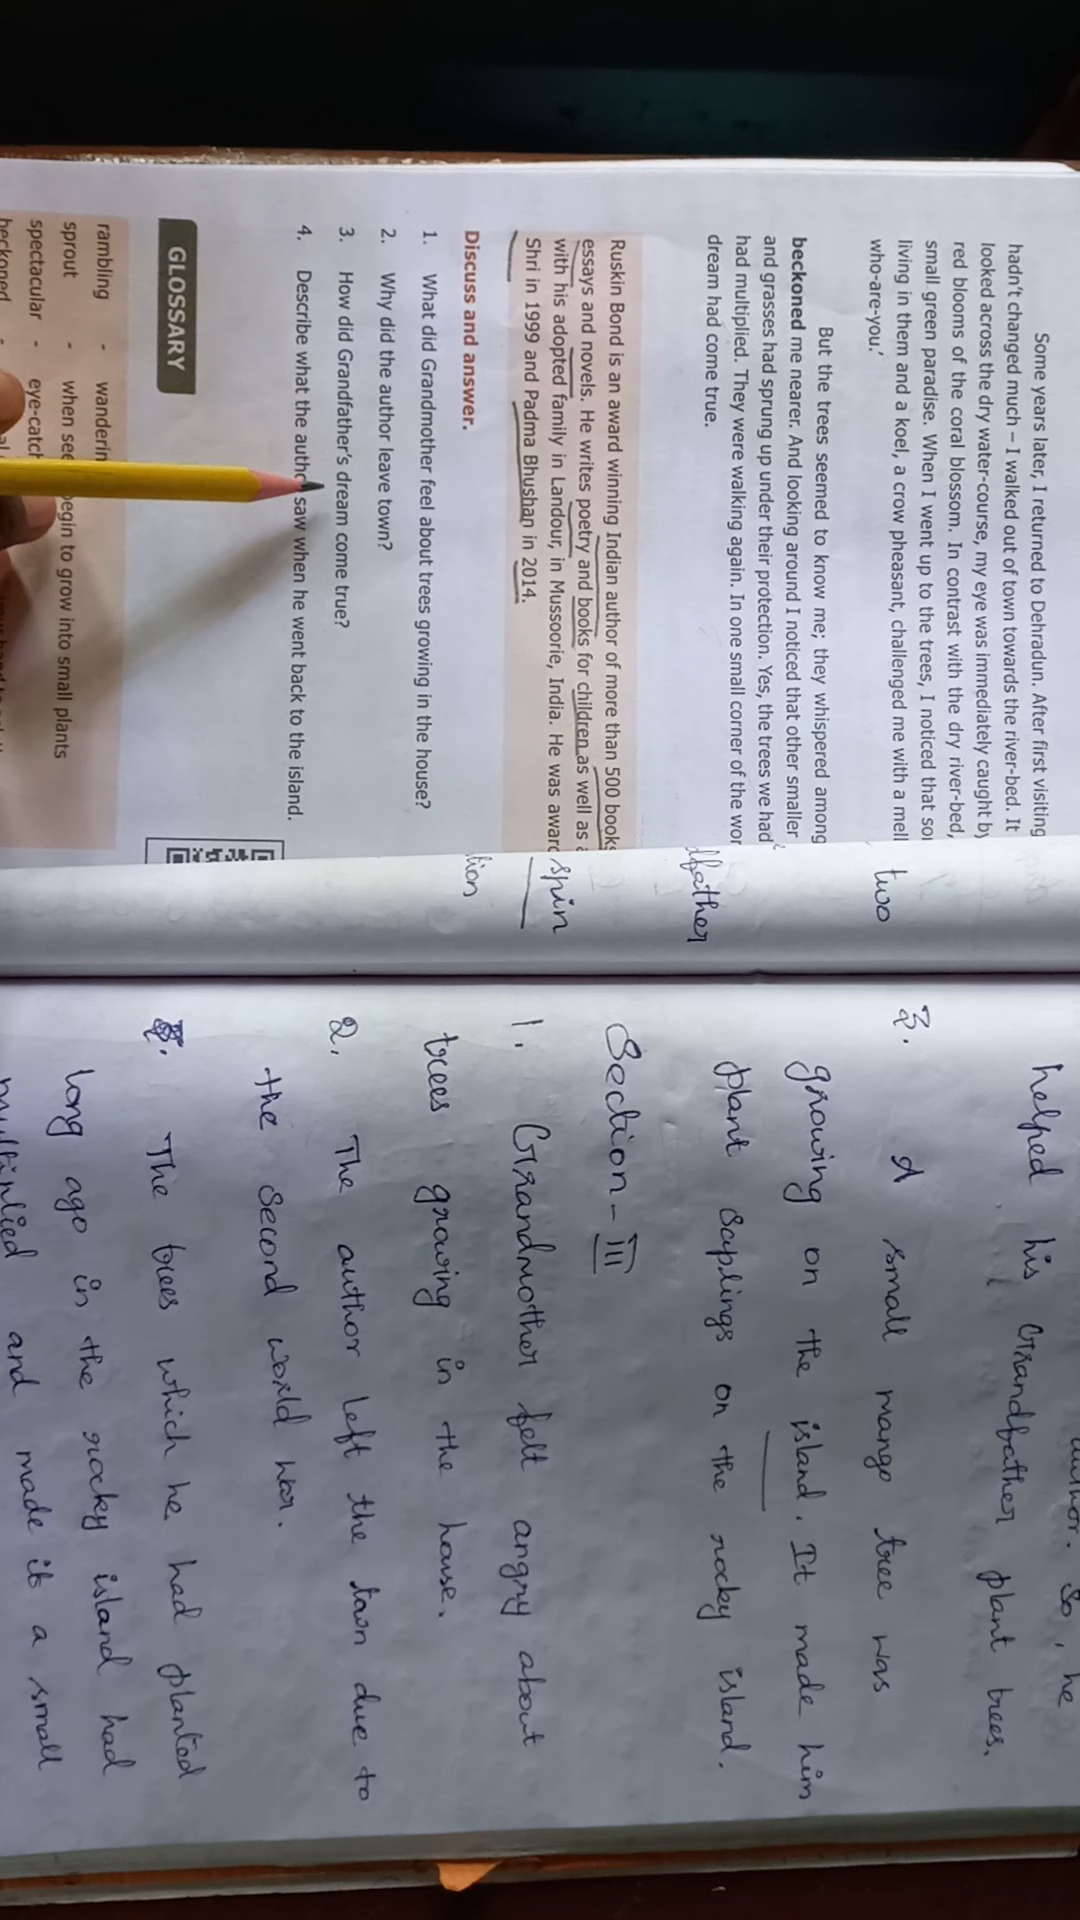 Some years later, I returned to Dehradun. After first visiting
hadn't changed much – I walked out of town towards the river-bed. It
looked across the dry water-course, my eye was immediately caught by
red blooms of the coral blossom. In contrast with the dry river-bed,
small green paradise. When I went up to the trees, I noticed that
living in them and a koel, a crow pheasant, challenged me with a
who-are-you.'
But the trees seemed to know me; they whispered among
beckoned me nearer. And looking around I noticed that other smaller
and grasses had sprung up under their protection. Yes, the trees we had
had multiplied. They were walking again. In one small corner of the
dream had come true.
Ruskin Bond is an award winning Indian author of more than 500 books
essays and novels. He writes poetry and books for children as well as
with his adopted family in Landour, in Mussoorie, India. He was
Shri in 1999 and Padma Bhushan in 2014.
Discuss and answer.
1. What did Grandmother feel about trees growing in the house?
2. Why did the author leave town?
3. How did Grandfather's dream come true?
4. Describe what the author saw when he went back to the island.
GLOSSARY
rambling -
sprout - when egin to grow into small plants
spectacular - eye-catch
beckoned -
two
spin
So, he
helped his Grandfather plant trees.
3. A small mango tree was
growing on the island. It made him
plant saplings on the rocky island.
Section-III
1. Grandmother felt angry about
trees growing in the house.
2. The author left the town due to
the second world war.
The trees which he had planted
long ago in the rocky island had
multiplied and made it a small